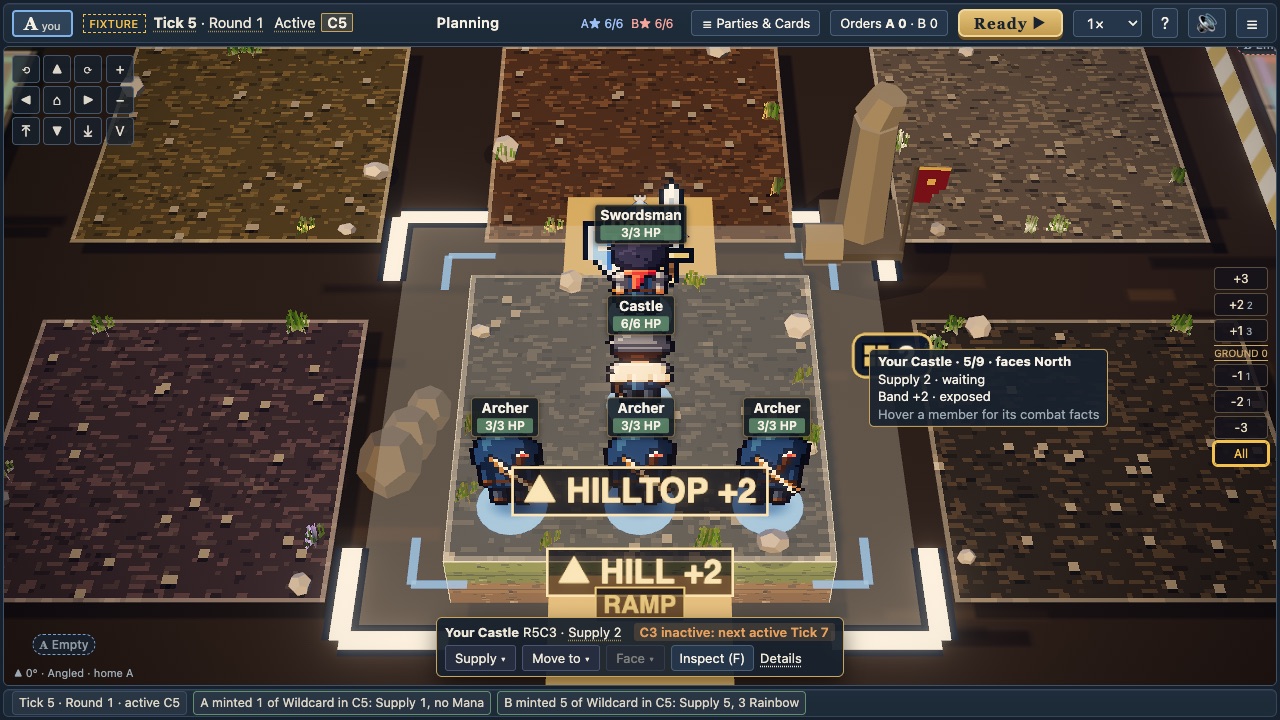 A you
FIXTURE
Tick 5 · Round 1
Active C5
Planning
A★ 6/6 B★ 6/6
≡ Parties & Cards
Orders A 0 · B 0
Ready ▶
1×
?
≡
+
−
V
Swordsman
3/3 HP
Castle
6/6 HP
Archer
3/3 HP
Archer
3/3 HP
Archer
3/3 HP
▲ HILLTOP +2
▲ HILL +2
RAMP
Your Castle · 5/9 · faces North
Supply 2 · waiting
Band +2 · exposed
Hover a member for its combat facts
+3
+2 2
+1 3
GROUND 0
-1 1
-2 1
-3
All
A Empty
▲ 0° · Angled · home A
Your Castle R5C3 · Supply 2
C3 inactive: next active Tick 7
Supply ▾
Move to ▾
Face ▾
Inspect (F)
Details
Tick 5 · Round 1 · active C5
A minted 1 of Wildcard in C5: Supply 1, no Mana
B minted 5 of Wildcard in C5: Supply 5, 3 Rainbow